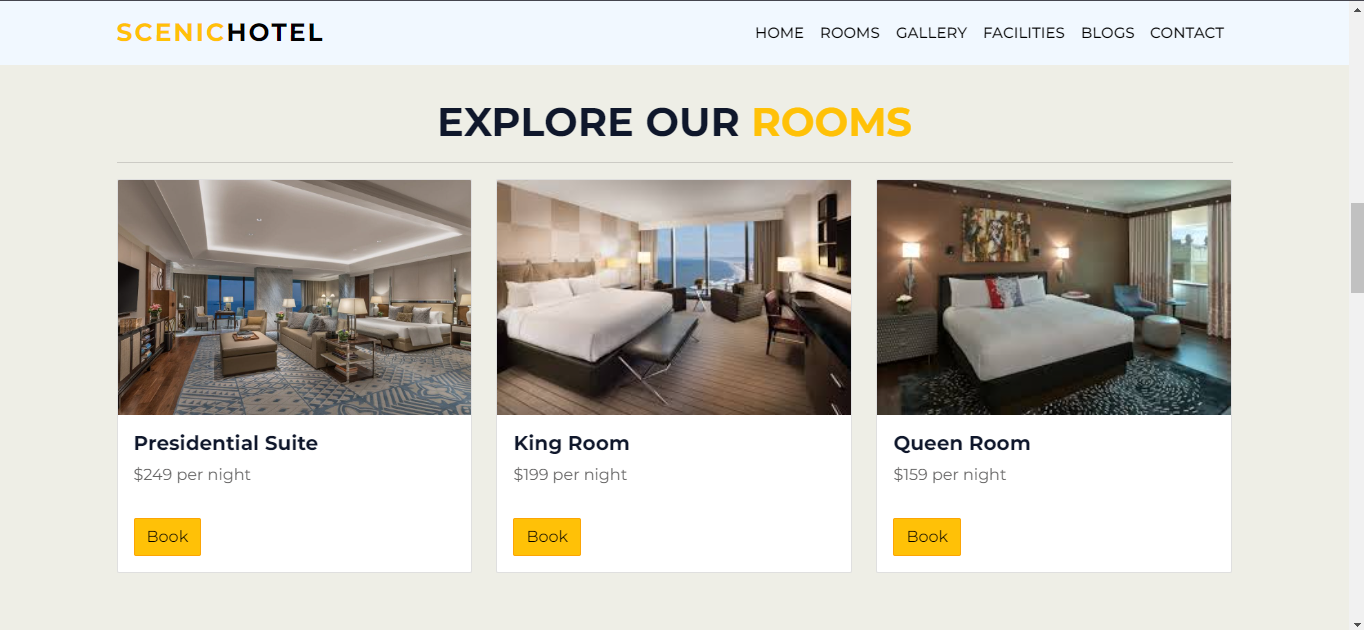 SCENICHOTEL
HOME ROOMS GALLERY FACILITIES BLOGS CONTACT
EXPLORE OUR ROOMS
Presidential Suite
$249 per night
Book
King Room
$199 per night
Book
Queen Room
$159 per night
Book